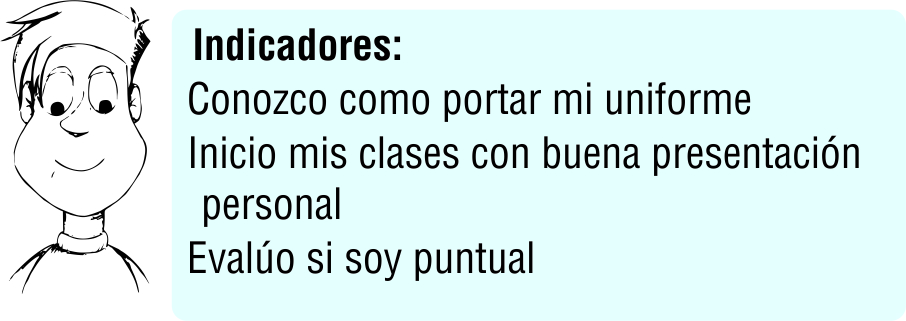 Indicadores:
Conozco como portar mi uniforme
Inicio mis clases con buena presentación
personal
Evalúo si soy puntual